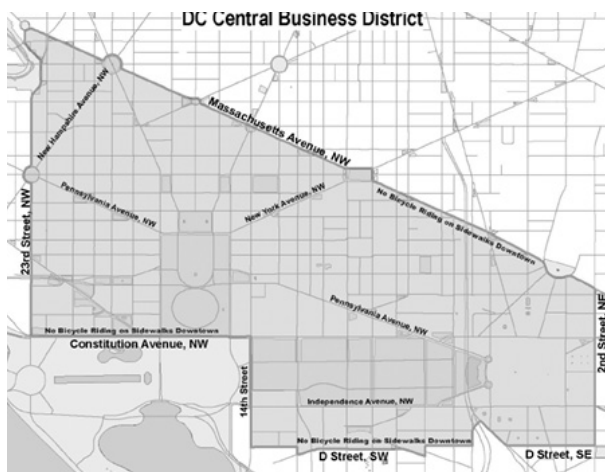 DC Central Business District
New Hampshire Avenue, NW
Massachusetts Avenue, NW
Pennsylvania Avenue, NW
New York Avenue, NW
No Bicycle Riding on Sidewalks Downtown
23rd Street, NW
Pennsylvania Avenue, NW
2nd Street, NE
No Bicycle Riding on Sidewalks Downtown
Constitution Avenue, NW
14th Street
Independence Avenue, NW
No Bicycle Riding on Sidewalks Downtown
D Street, SW
D Street, SE